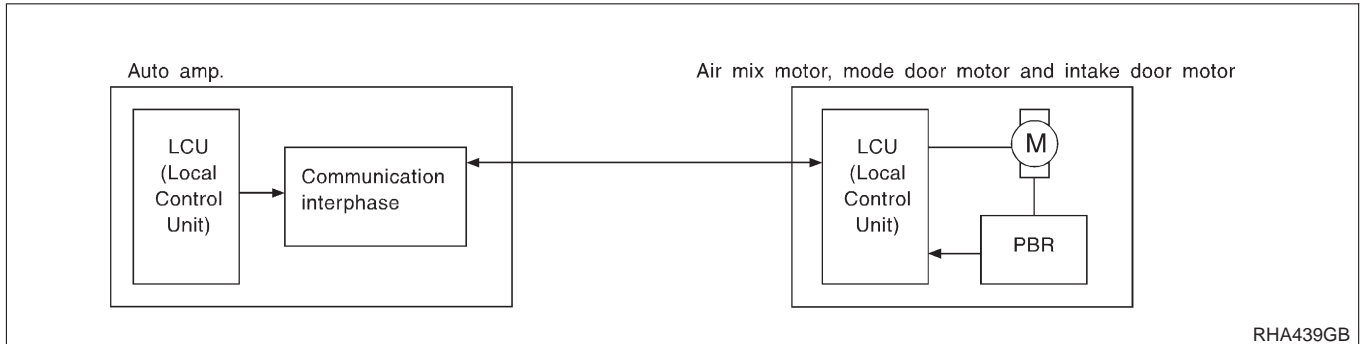 Auto amp.
Air mix motor, mode door motor and intake door motor
LCU
(Local
Control
Unit)
Communication
interphase
LCU
(Local
Control
Unit)
M
PBR
RHA439GB